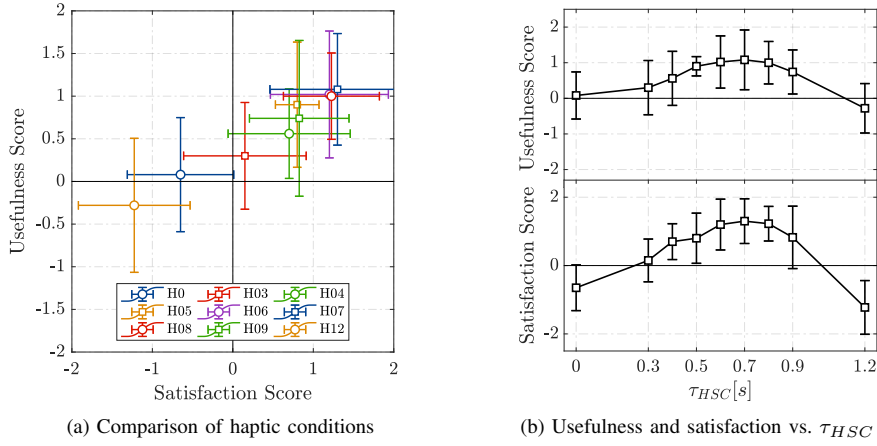 2
1.5
1
0.5
0
-0.5
-1
-1.5
-2
Usefulness Score
H0 H03 H04
H05 H06 H07
H08 H09 H12
-2 -1 0 1 2
Satisfaction Score
(a) Comparison of haptic conditions
2
1
0
-1
-2
Usefulness Score
2
0
-2
Satisfaction Score
0 0.3 0.5 0.7 0.9 1.2
τHSC[s]
(b) Usefulness and satisfaction vs. τHSC